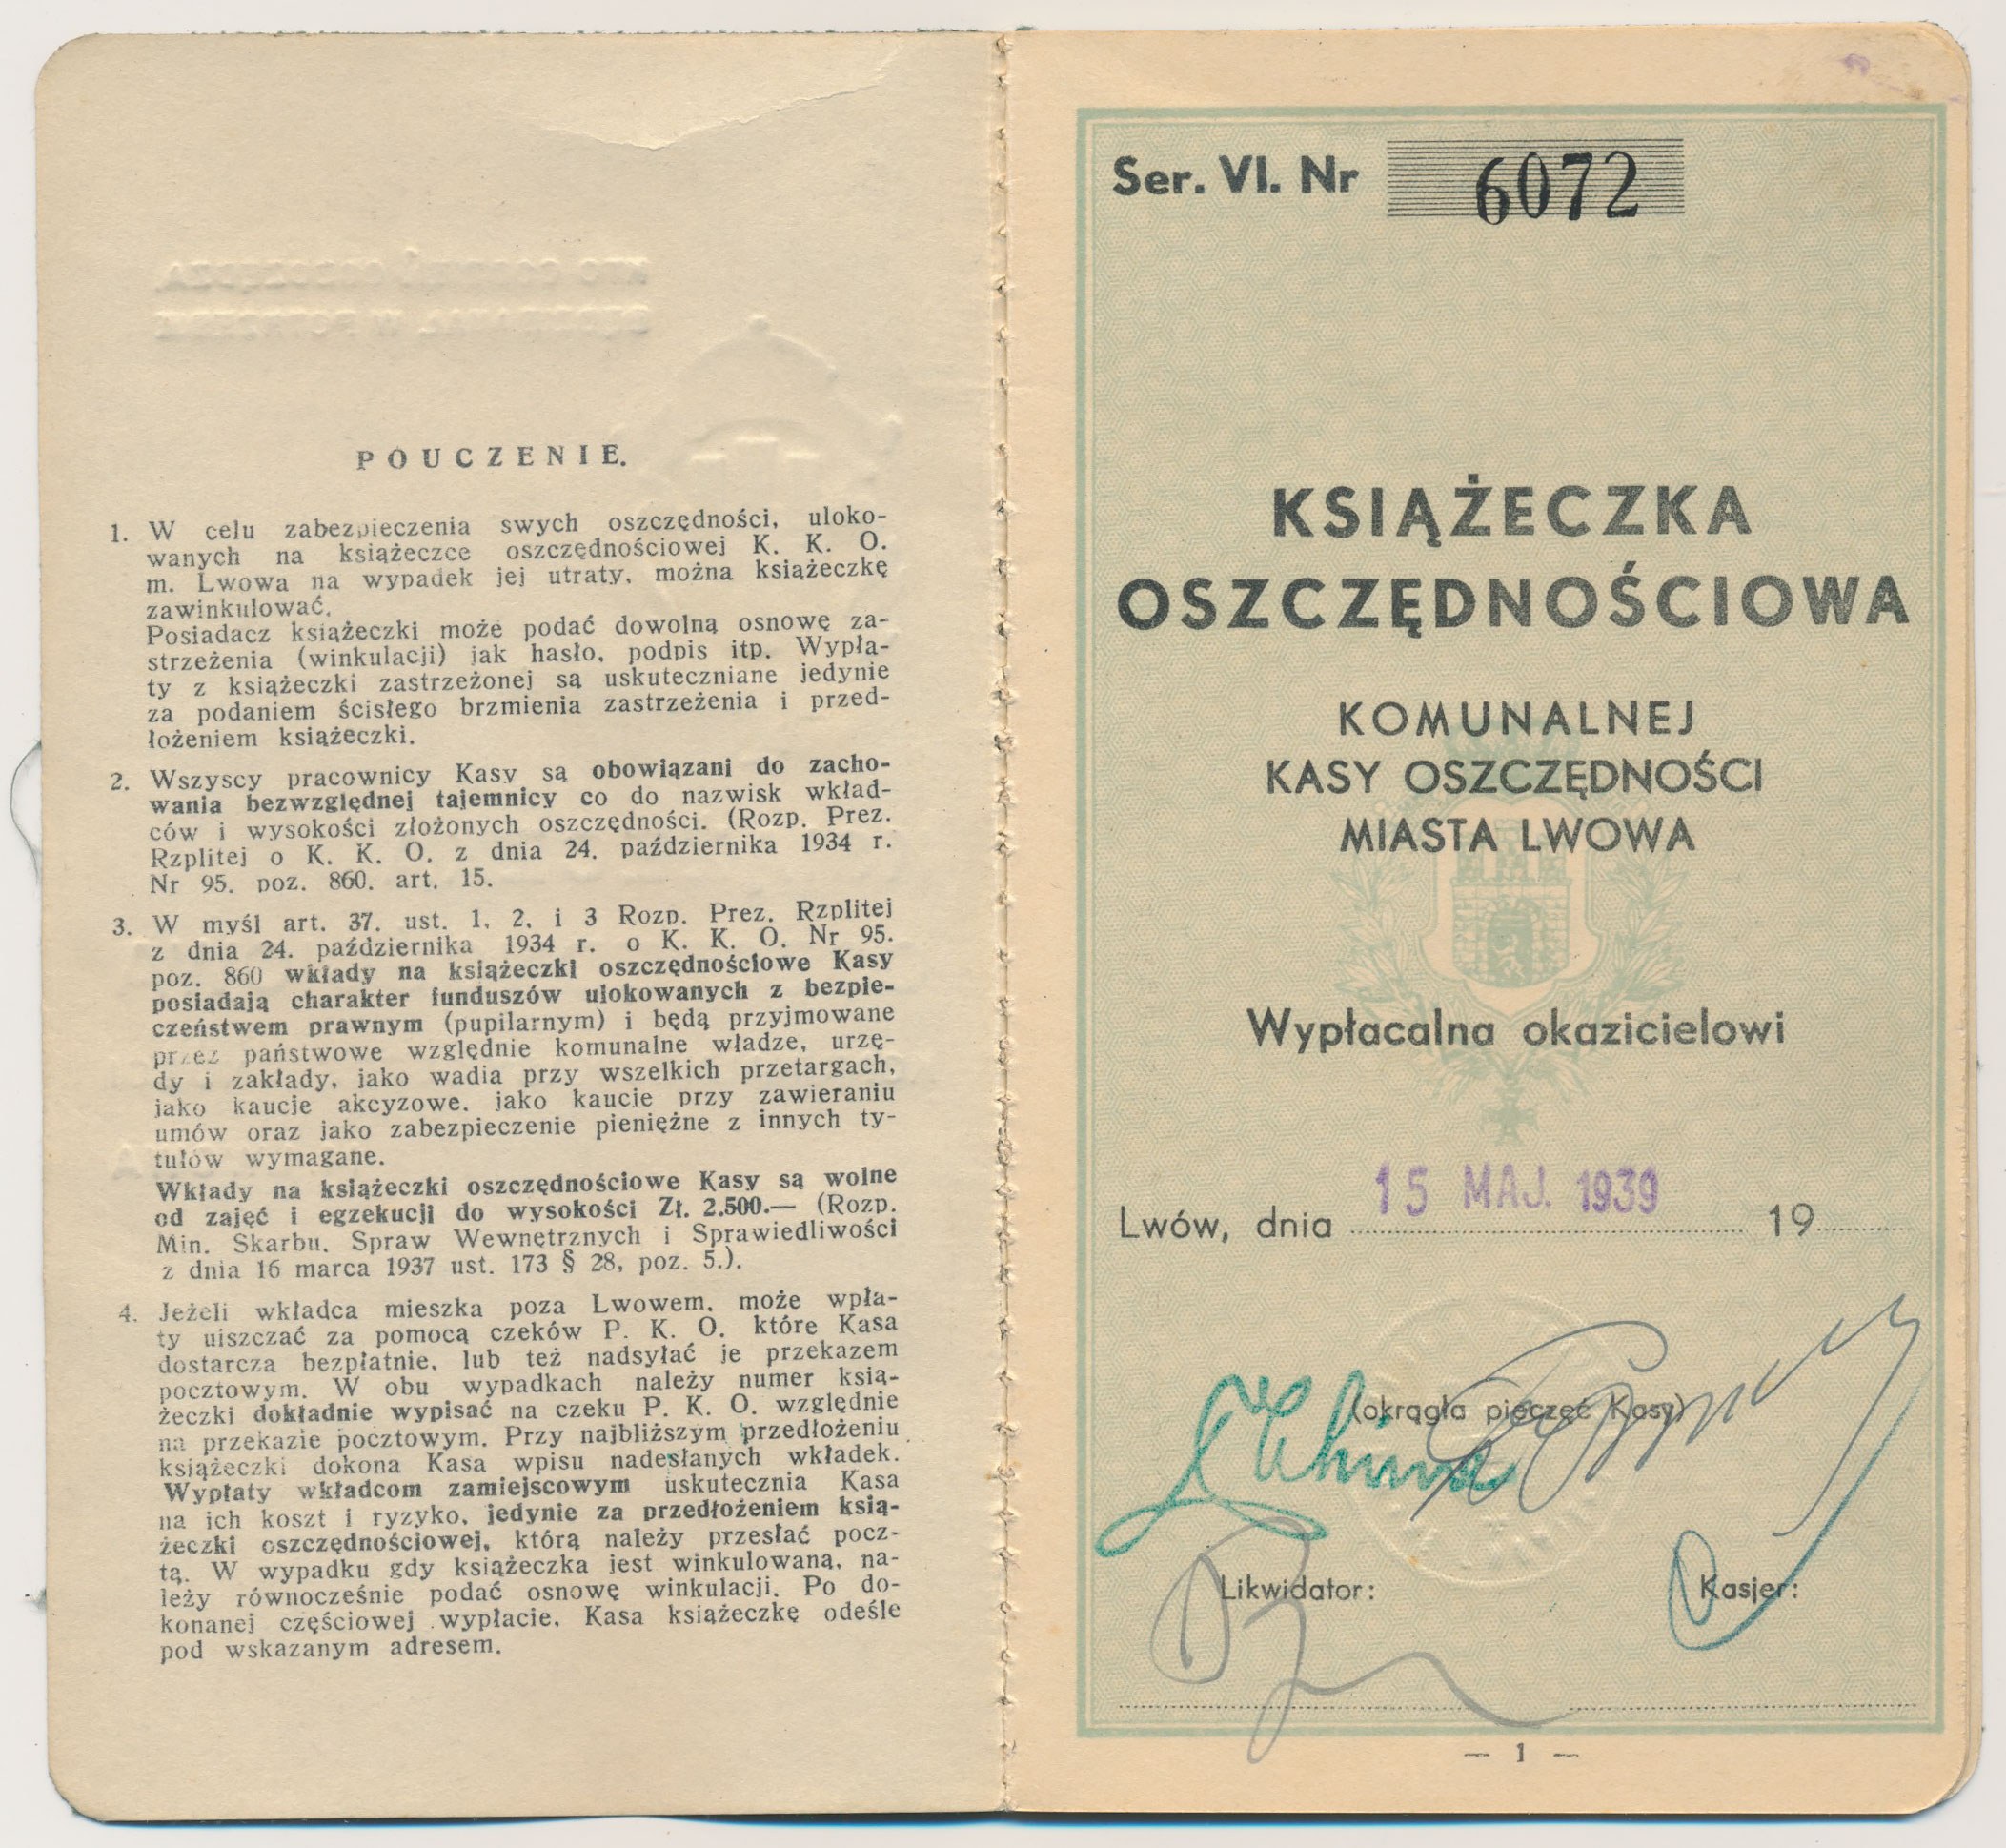 POUCZENIE.
1. W celu zabezpieczenia swych oszczędności, uloko-
wanych na książeczce oszczędnościowej K. K. O.
m. Lwowa na wypadek jej utraty, można książeczkę
zawinkulować.
Posiadacz książeczki może podać dowolną osnowę za-
strzeżenia (winkulacji) jak hasło, podpis itp. Wypła-
ty z książeczki zastrzeżonej są uskuteczniane jedynie
za podaniem ścisłego brzmienia zastrzeżenia i przed-
łożeniem książeczki.
2. Wszyscy pracownicy Kasy są obowiązani do zacho-
wania bezwzględnej tajemnicy co do nazwisk wkład-
ców i wysokości złożonych oszczędności. (Rozp. Prez.
Rzplitej o K. K. O. z dnia 24. października 1934 r.
Nr 95. poz. 860. art. 15.
3. W myśl art. 37. ust. 1, 2, i 3 Rozp. Prez. Rzplitej
z dnia 24. października 1934 r. o K. K. O. Nr 95.
poz. 860 wkłady na książeczki oszczędnościowe Kasy
posiadają charakter funduszów ulokowanych z bezpie-
czeństwem prawnym (pupilarnym) i będą przyjmowane
przez państwowe względnie komunalne władze, urzę-
dy i zakłady, jako wadia przy wszelkich przetargach,
jako kaucje akcyzowe, jako kaucje przy zawieraniu
umów oraz jako zabezpieczenie pieniężne z innych ty-
tułów wymagane.
Wkłady na książeczki oszczędnościowe Kasy są wolne
od zajęć i egzekucji do wysokości Zł. 2.500.— (Rozp.
Min. Skarbu, Spraw Wewnętrznych i Sprawiedliwości
z dnia 16 marca 1937 ust. 173 § 28, poz. 5.).
4. Jeżeli wkładca mieszka poza Lwowem, może wpła-
ty uiszczać za pomocą czeków P. K. O. które Kasa
dostarcza bezpłatnie, lub też nadsyłać je przekazem
pocztowym. W obu wypadkach należy numer ksią-
żeczki dokładnie wypisać na czeku P. K. O. względnie
na przekazie pocztowym. Przy najbliższym przedłożeniu
książeczki dokona Kasa wpisu nadesłanych wkładek.
Wypłaty wkładcom zamiejscowym uskutecznia Kasa
na ich koszt i ryzyko, jedynie za przedłożeniem ksią-
żeczki oszczędnościowej, którą należy przesłać pocz-
tą. W wypadku gdy książeczka jest winkulowaną, na-
leży równocześnie podać osnowę winkulacji. Po do-
konanej częściowej wypłacie, Kasa książeczkę odeśle
pod wskazanym adresem.
Ser. VI. Nr 6072
KSIĄŻECZKA
OSZCZĘDNOŚCIOWA
KOMUNALNEJ
KASY OSZCZĘDNOŚCI
MIASTA LWOWA
Wypłacalna okazicielowi
15 MAJ. 1939
Lwów, dnia 19
(okrągła pieczęć Kasy)
Likwidator: Kasjer:
— 1 —